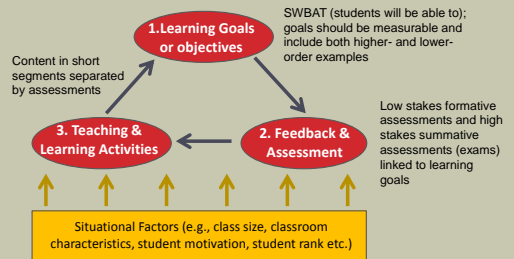 1.Learning Goals
or objectives
SWBAT (students will be able to);
goals should be measurable and
include both higher- and lower-
order examples
Content in short
segments separated
by assessments
3. Teaching &
Learning Activities
2. Feedback &
Assessment
Low stakes formative
assessments and high
stakes summative
assessments (exams)
linked to learning
goals
Situational Factors (e.g., class size, classroom
characteristics, student motivation, student rank etc.)